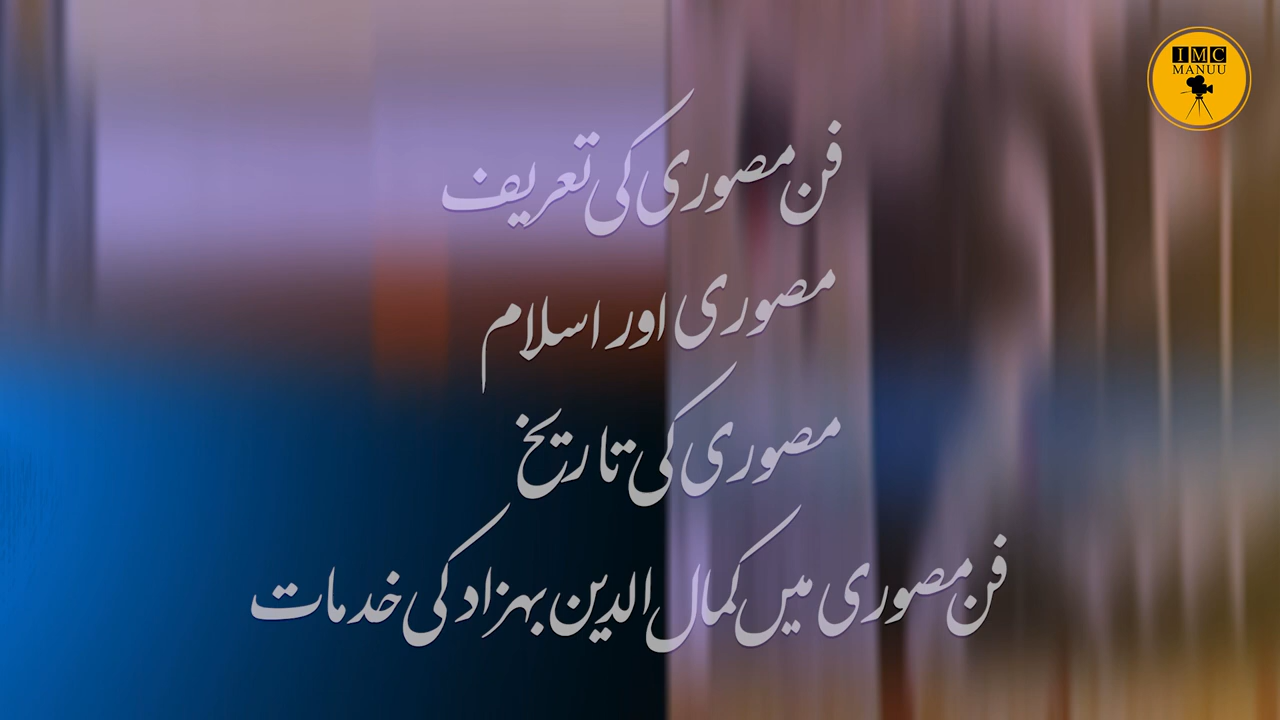 IMC
MANUU
فن مصوری کی تعریف
مصوری اور اسلام
مصوری کی تاریخ
فن مصوری میں کمال الدین بہزاد کی خدمات